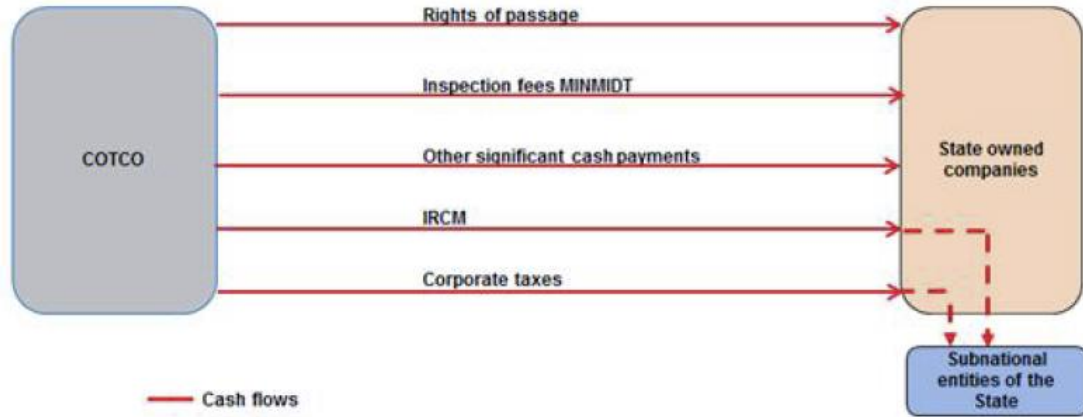 Rights of passage
Inspection fees MINMIDT
COTCO
Other significant cash payments
State owned
companies
IRCM
Corporate taxes
Subnational
entities of the
State
Cash flows